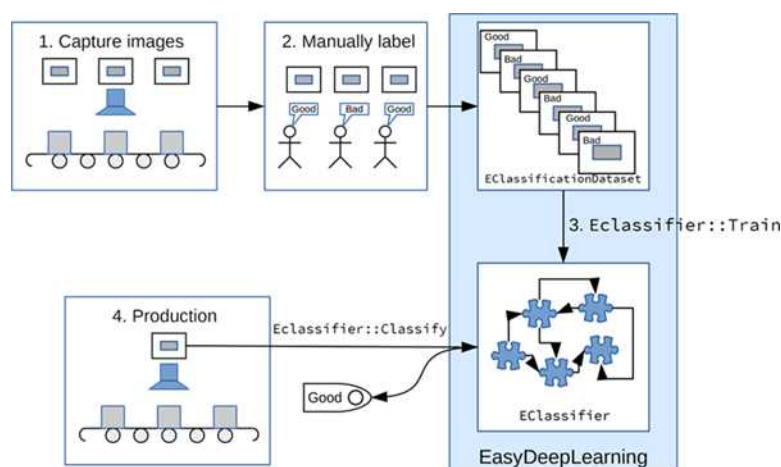 1. Capture images
2. Manually label
Good
Bad
Good
Good
Bad
Good
Bad
Good
Bad
EClassificationDataset
3. Eclassifier::Train
4. Production
Eclassifier::Classify
Good
EClassifier
EasyDeepLearning